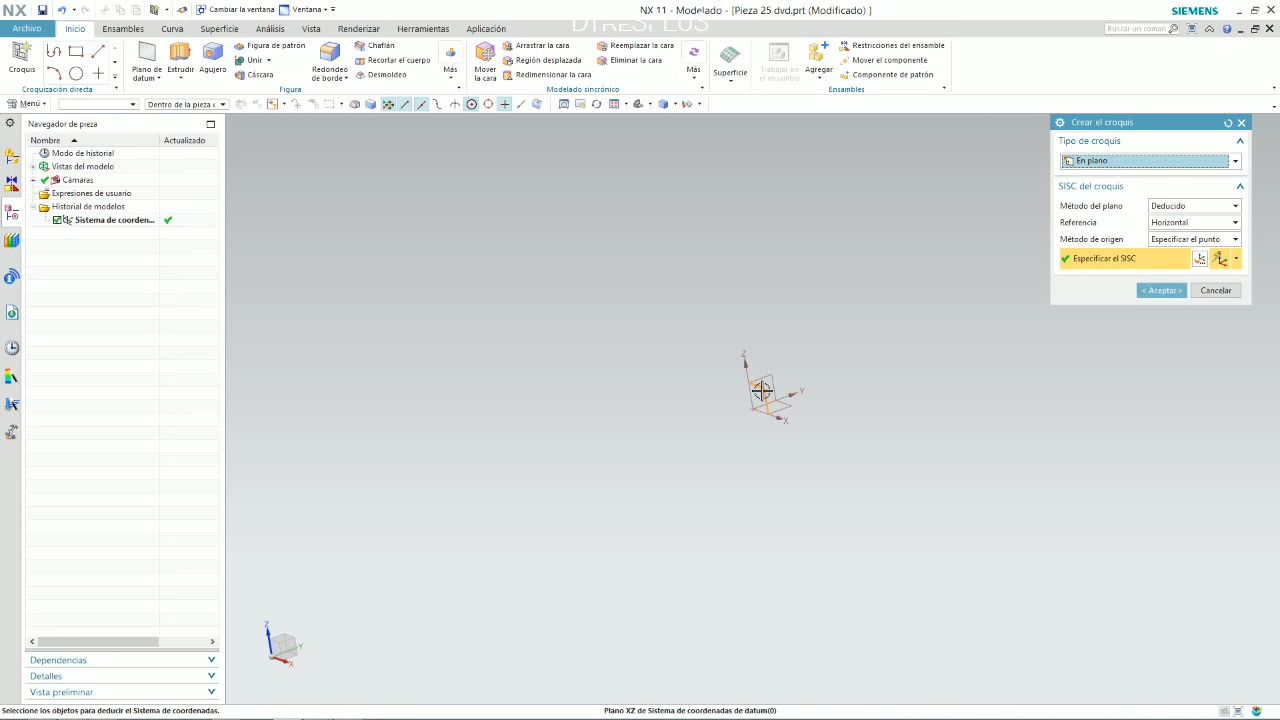 NX
Cambiar la ventana
Ventana
NX 11 - Modelado - [Pieza 25 dvd.prt (Modificado) ]
SIEMENS
DTRESPLUS
Archivo
Inicio
Ensambles
Curva
Superficie
Análisis
Vista
Renderizar
Herramientas
Aplicación
Buscar un comando
Croquis
Croquización directa
Plano de datum
Extrudir
Agujero
Figura de patrón
Unir
Cáscara
Redondeo de borde
Chaflán
Recortar el cuerpo
Desmoldeo
Más
Figura
Mover la cara
Arrastrar la cara
Región desplazada
Redimensionar la cara
Reemplazar la cara
Eliminar la cara
Más
Modelado sincrónico
Superficie
Trabajar en el ensamble
Agregar
Restricciones del ensamble
Mover el componente
Componente de patrón
Ensambles
Menú
Dentro de la pieza
Navegador de pieza
Nombre
Actualizado
Modo de historial
Vistas del modelo
Cámaras
Expresiones de usuario
Historial de modelos
Sistema de coorden...
Dependencias
Detalles
Vista preliminar
Z
Y
X
Z
Y
X
Crear el croquis
Tipo de croquis
En plano
SISC del croquis
Método del plano
Deducido
Referencia
Horizontal
Método de origen
Especificar el punto
Especificar el SISC
< Aceptar >
Cancelar
Seleccione los objetos para deducir el Sistema de coordenadas.
Plano XZ de Sistema de coordenadas de datum(0)